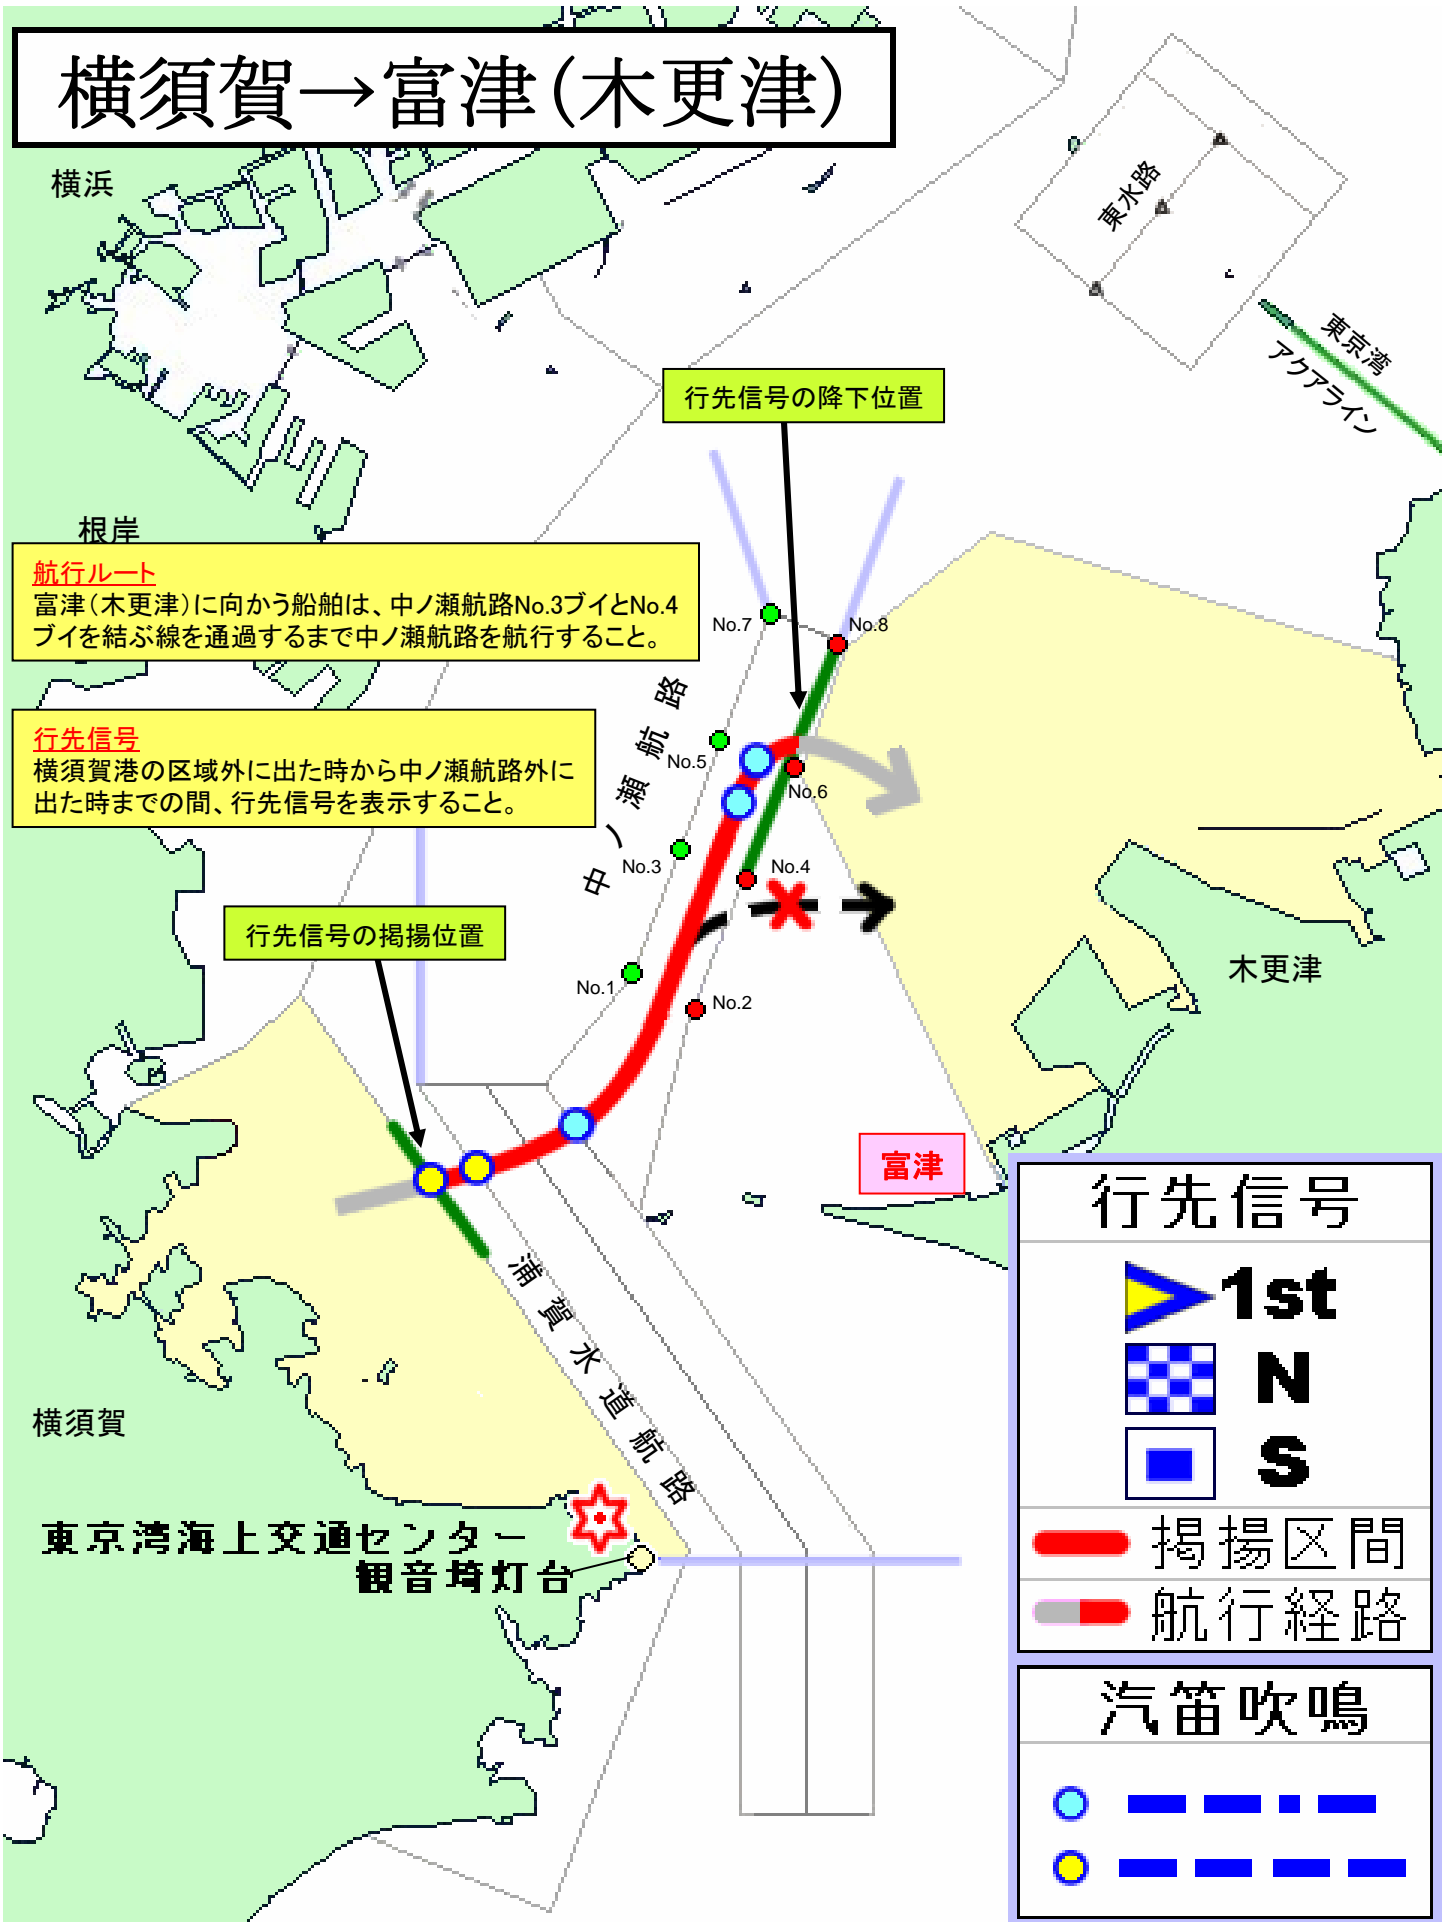 横須賀→富津（木更津）
横浜
東水路
東京湾
アクアライン
行先信号の降下位置
根岸
航行ルート
富津（木更津）に向かう船舶は、中ノ瀬航路No.3ブイとNo.4
ブイを結ぶ線を通過するまで中ノ瀬航路を航行すること。
No.7
No.8
行先信号
横須賀港の区域外に出た時から中ノ瀬航路外に
出た時までの間、行先信号を表示すること。
中ノ瀬航路
No.5
No.6
No.3
No.4
行先信号の掲揚位置
木更津
No.1
No.2
富津
浦賀水道航路
横須賀
東京湾海上交通センター
観音埼灯台
行先信号
1st
N
S
掲揚区間
航行経路
汽笛吹鳴